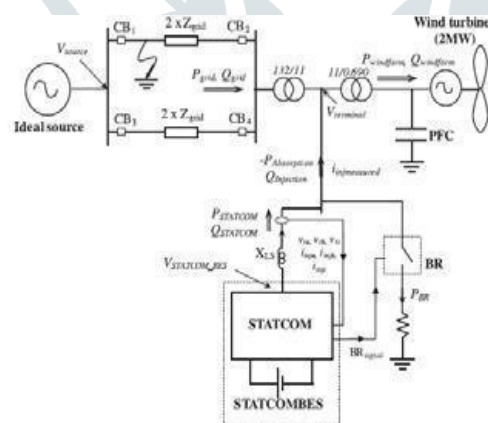 Wind turbine
(2MW)
CB₁
2 x Zgrid
CB₂
Vsource
Pgrid, Qgrid
132/11
11/0.690
Pwindfarm, Qwindfarm
Ideal source
CB₃
2 x Zgrid
CB₄
Vterminal
PFC
-PAbsorption
QInjection
iinjmeasured
PSTATCOM
QSTATCOM
XLS
VSTATCOM_BES
BR
PBR
STATCOM
BRsignal
STATCOMBES